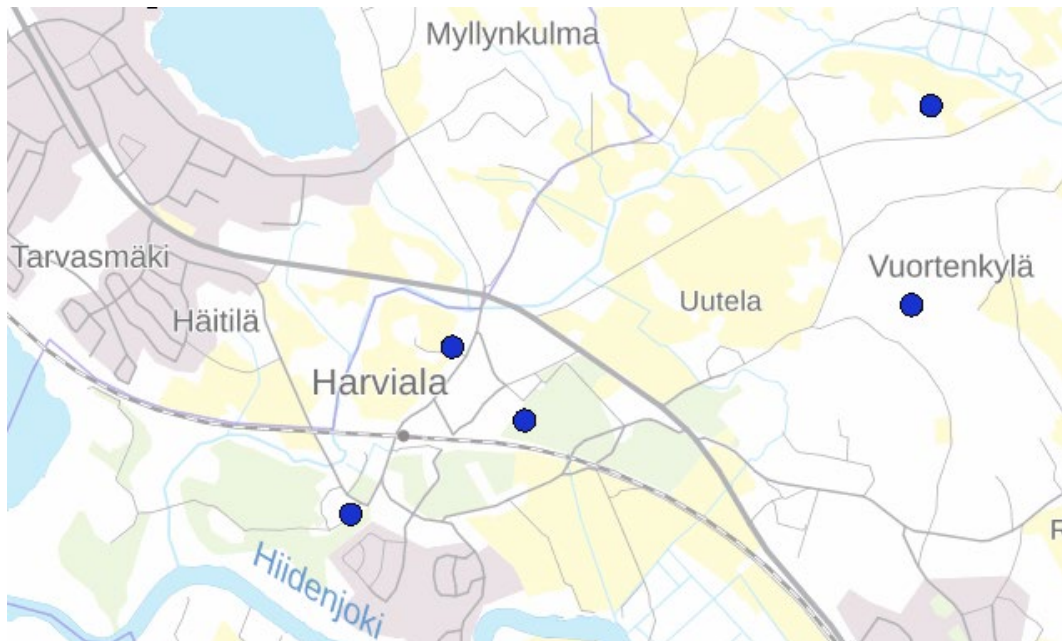 Myllynkulma
Tarvasmäki
Vuortenkylä
Uutela
Häitilä
Harviala
R
Hiidenjoki